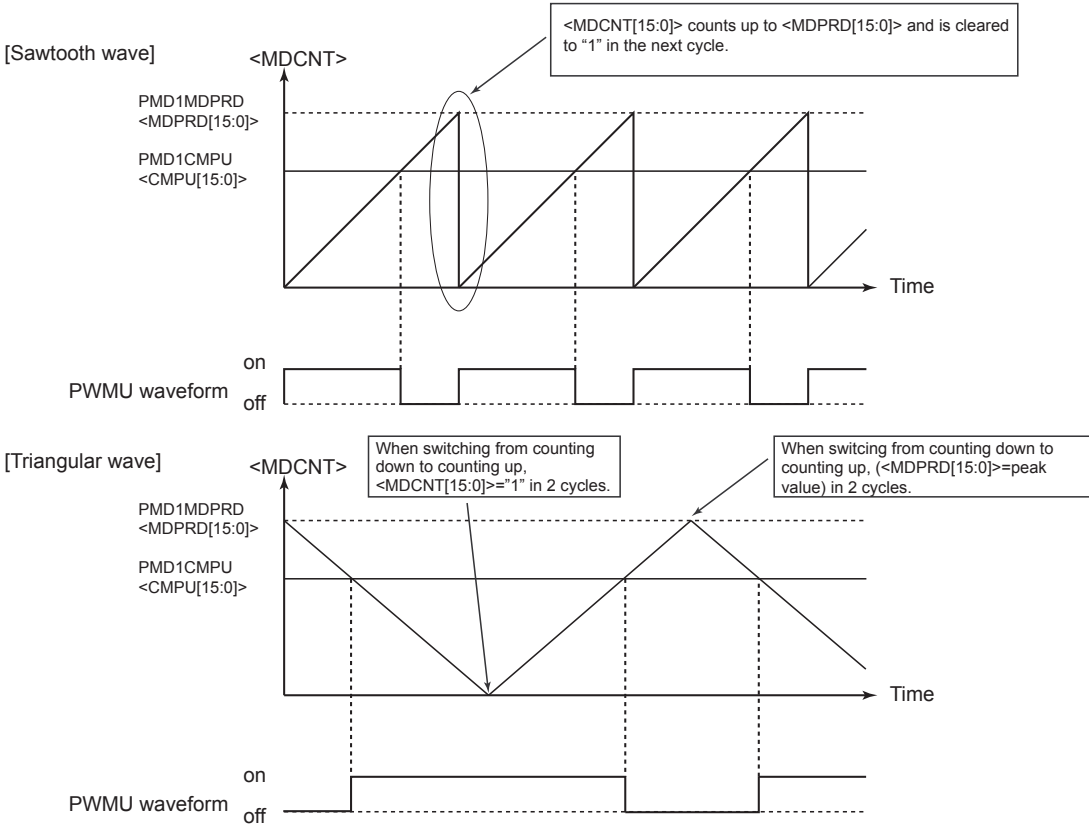 <MDCNT[15:0]> counts up to <MDPRD[15:0]> and is cleared
to “1” in the next cycle.
[Sawtooth wave]
<MDCNT>
PMD1MDPRD
<MDPRD[15:0]>
PMD1CMPU
<CMPU[15:0]>
Time
on
PWMU waveform
off
[Triangular wave]
<MDCNT>
When switching from counting
down to counting up,
<MDCNT[15:0]>=”1” in 2 cycles.
When switcing from counting down to
counting up, (<MDPRD[15:0]>=peak
value) in 2 cycles.
PMD1MDPRD
<MDPRD[15:0]>
PMD1CMPU
<CMPU[15:0]>
Time
on
PWMU waveform
off